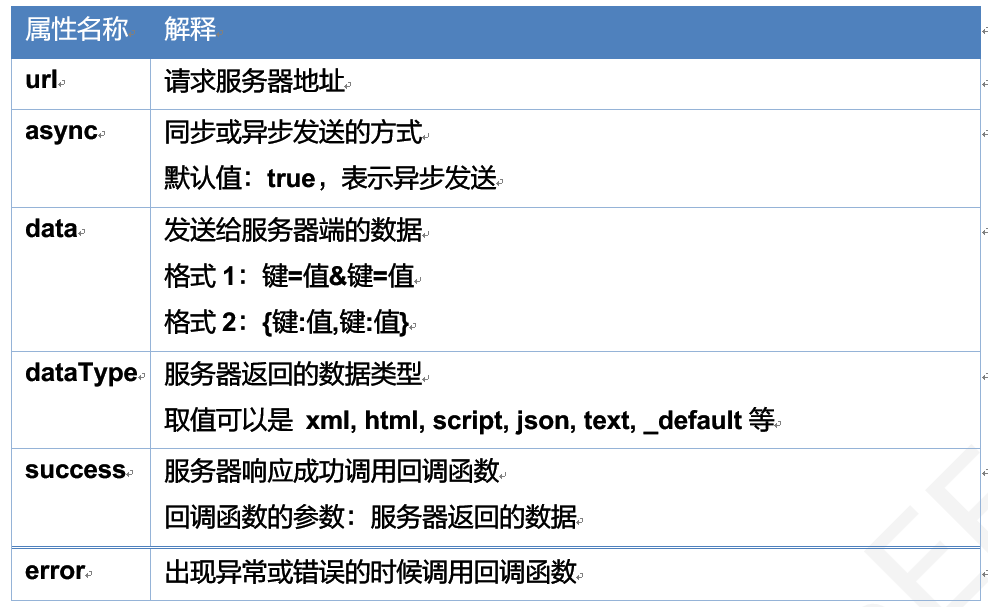 属性名称 解释
url 请求服务器地址
async 同步或异步发送的方式
默认值：true，表示异步发送
data 发送给服务器端的数据
格式 1：键=值&键=值
格式 2：{键:值,键:值}
dataType 服务器返回的数据类型
取值可以是 xml, html, script, json, text, _default 等
success 服务器响应成功调用回调函数
回调函数的参数：服务器返回的数据
error 出现异常或错误的时候调用回调函数